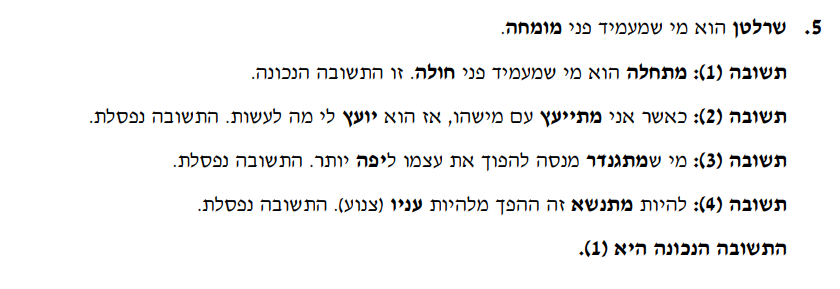 5. שרלטן הוא מי שמעמיד פני מומחה.
תשובה (1): מתחלה הוא מי שמעמיד פני חולה. זו התשובה הנכונה.
תשובה (2): כאשר אני מתייעץ עם מישהו, אז הוא יועץ לי מה לעשות. התשובה נפסלת.
תשובה (3): מי שמתגנדר מנסה להפוך את עצמו ליפה יותר. התשובה נפסלת.
תשובה (4): להיות מתנשא זה ההפך מלהיות עניו (צנוע). התשובה נפסלת.
התשובה הנכונה היא (1).